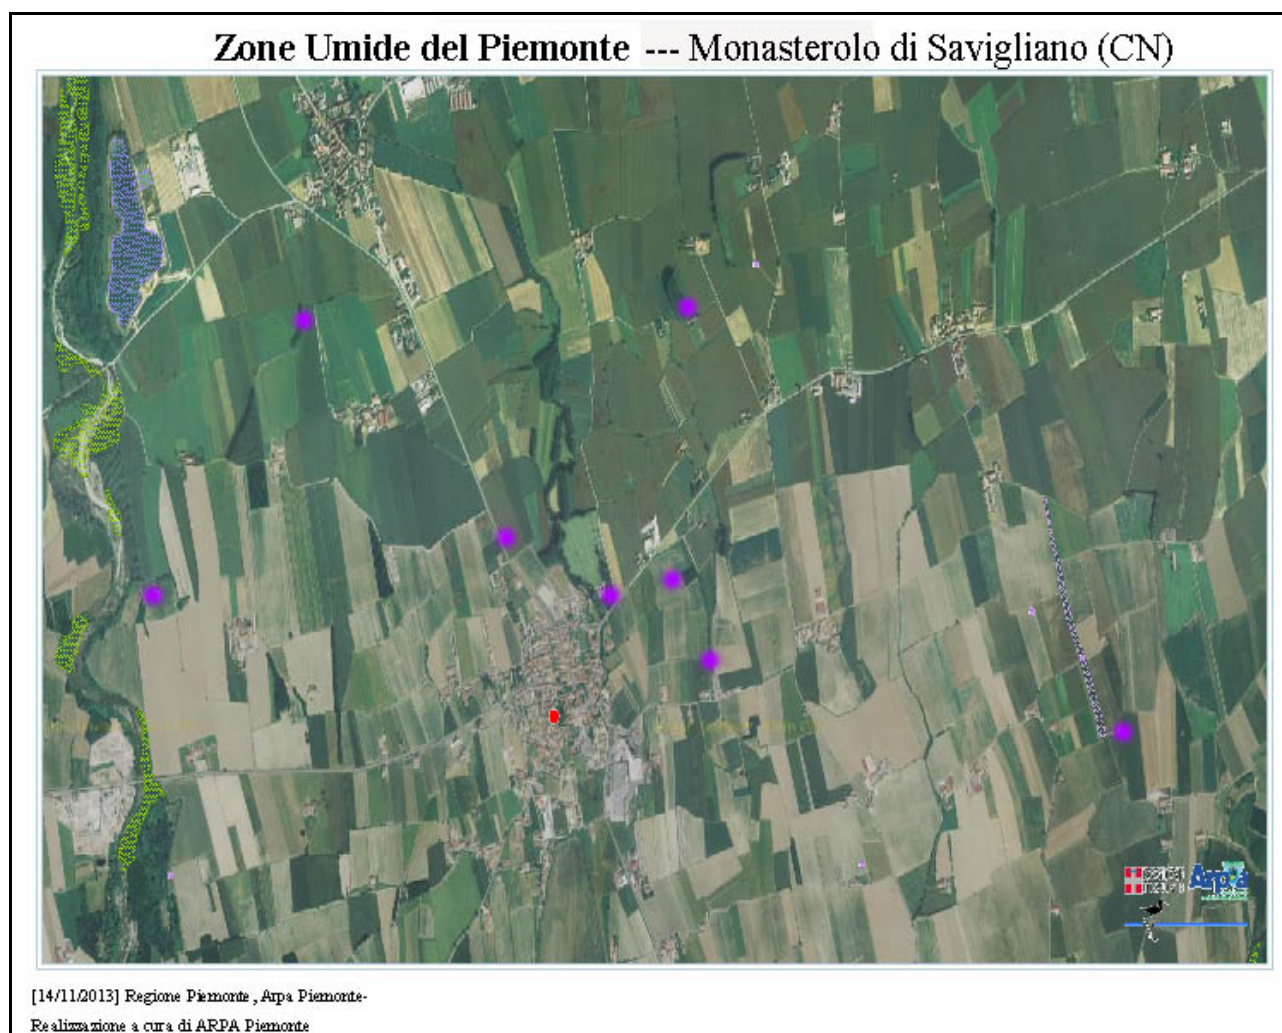 Zone Umide del Piemonte --- Monasterolo di Savigliano (CN)
Arpa
[14/11/2013] Regione Piemonte, Arpa Piemonte-
Realizzazione a cura di ARPA Piemonte